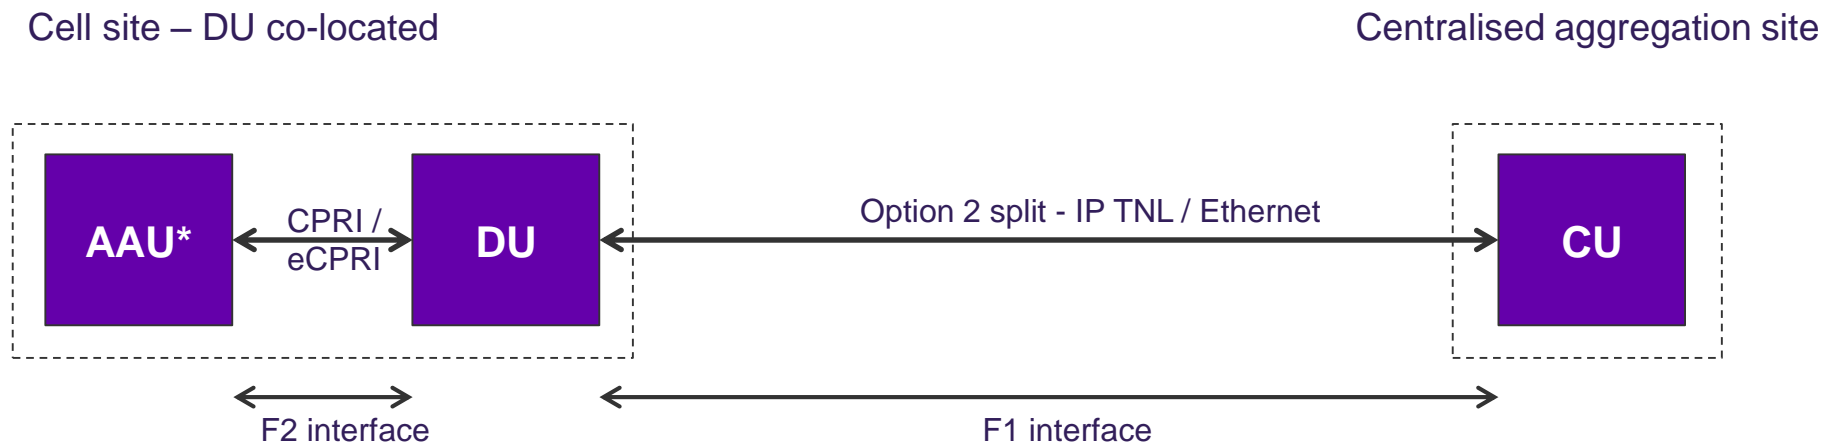 Cell site – DU co-located
Centralised aggregation site
AAU*
CPRI /
eCPRI
DU
Option 2 split - IP TNL / Ethernet
CU
F2 interface
F1 interface